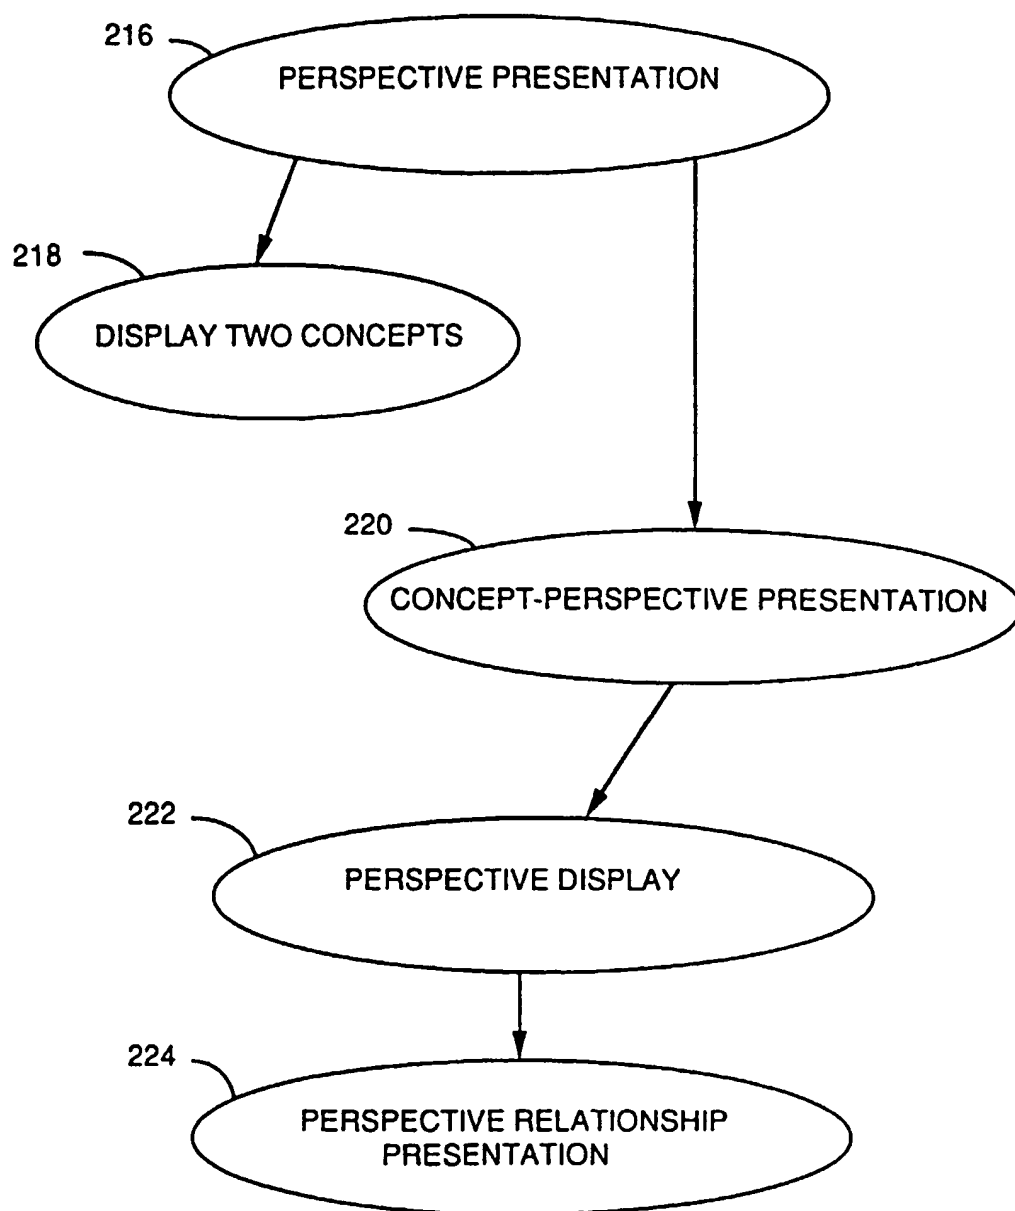 216
PERSPECTIVE PRESENTATION
218
DISPLAY TWO CONCEPTS
220
CONCEPT-PERSPECTIVE PRESENTATION
222
PERSPECTIVE DISPLAY
224
PERSPECTIVE RELATIONSHIP
PRESENTATION